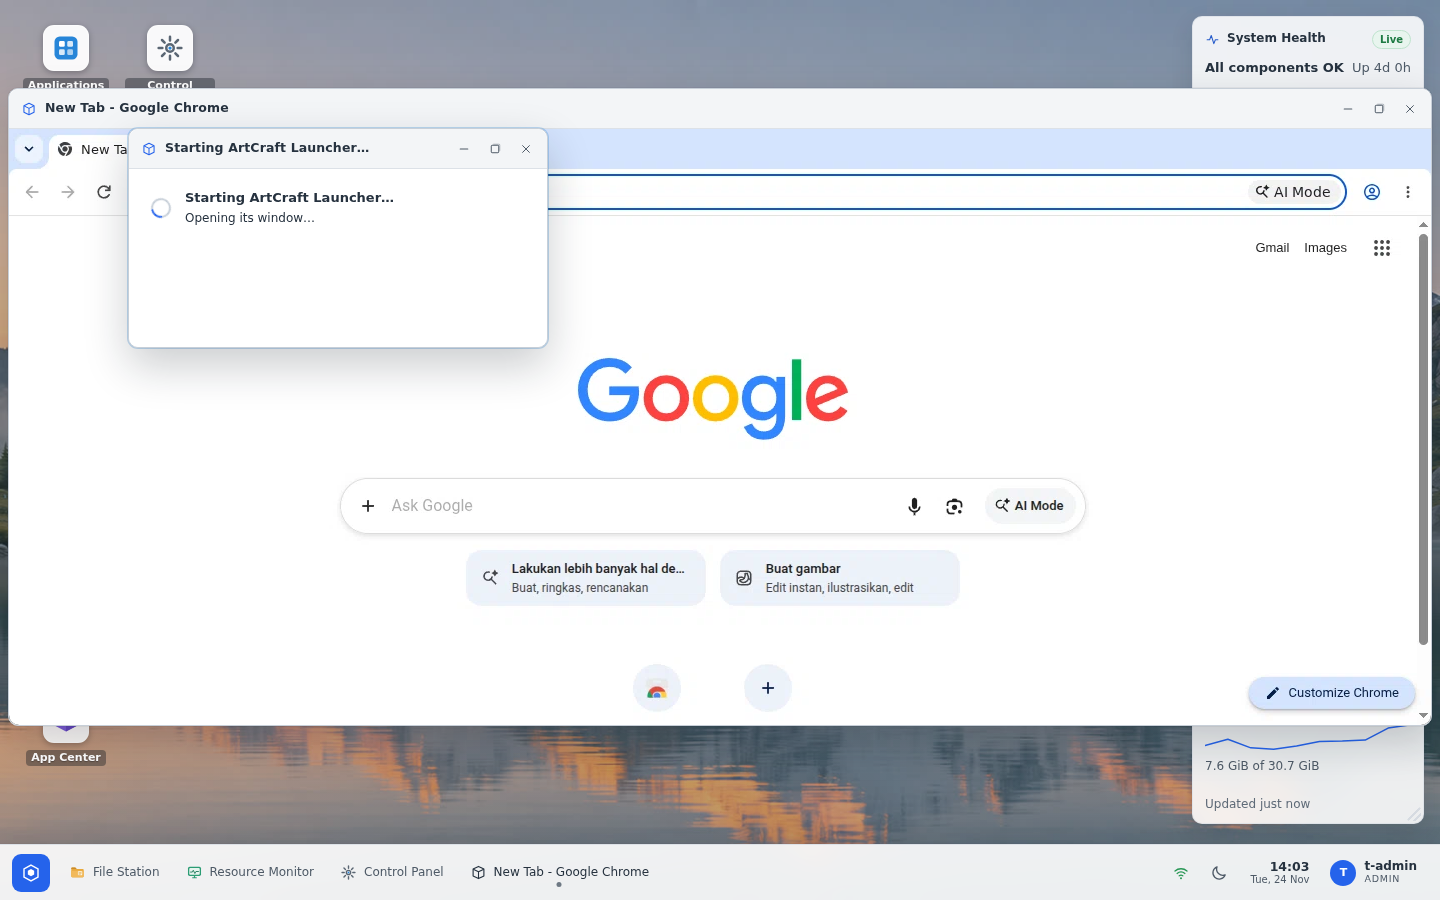 Applications
Control
System Health
Live
All components OK
Up 4d 0h
New Tab - Google Chrome
New Ta
Starting ArtCraft Launcher...
Starting ArtCraft Launcher...
Opening its window...
AI Mode
Gmail
Images
Google
Ask Google
AI Mode
Lakukan lebih banyak hal de...
Buat, ringkas, rencanakan
Buat gambar
Edit instan, ilustrasikan, edit
Customize Chrome
App Center
7.6 GiB of 30.7 GiB
Updated just now
File Station
Resource Monitor
Control Panel
New Tab - Google Chrome
14:03
Tue, 24 Nov
T
t-admin
ADMIN